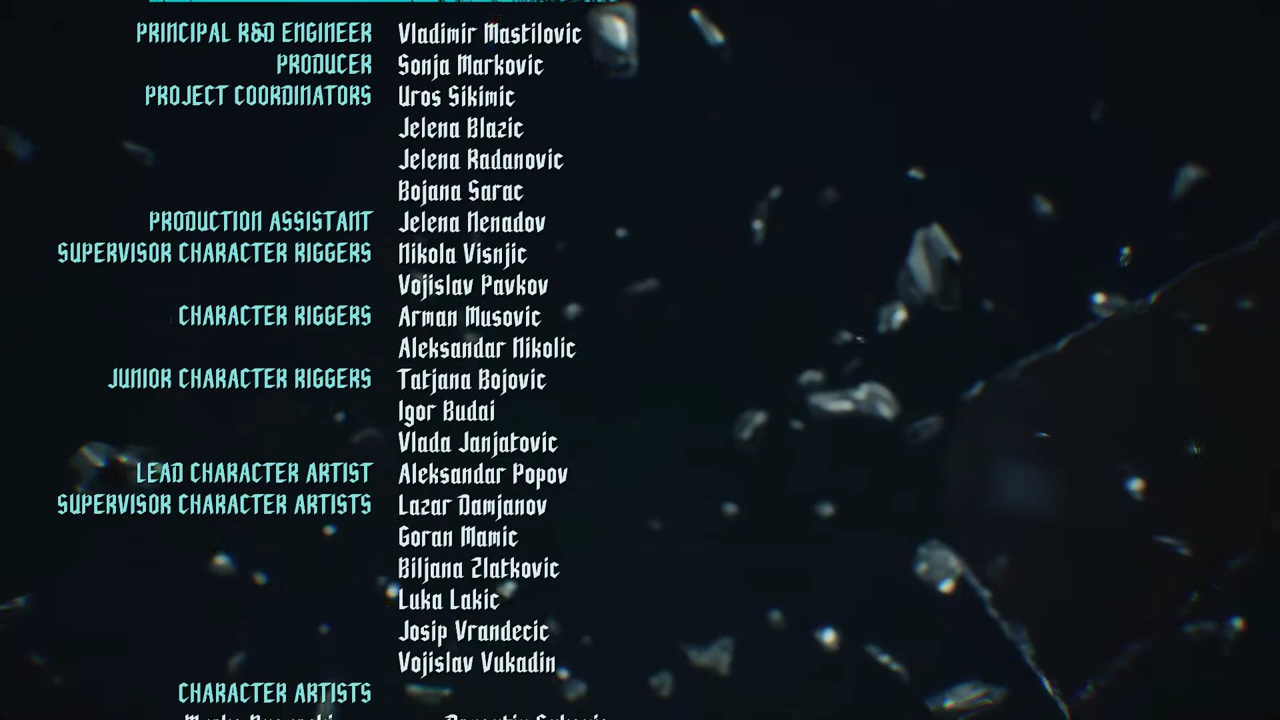 PRINCIPAL R&D ENGINEER Vladimir Mastilovic
PRODUCER Sonja Markovic
PROJECT COORDINATORS Uros Sikimic
Jelena Blazic
Jelena Radanovic
Bojana Sarac
PRODUCTION ASSISTANT Jelena Nenadov
SUPERVISOR CHARACTER RIGGERS Nikola Visnjic
Vojislav Pavkov
CHARACTER RIGGERS Arman Musovic
Aleksandar Nikolic
JUNIOR CHARACTER RIGGERS Tatjana Bojovic
Igor Budai
Vlada Janjatovic
LEAD CHARACTER ARTIST Aleksandar Popov
SUPERVISOR CHARACTER ARTISTS Lazar Damjanov
Goran Mamic
Biljana Zlatkovic
Luka Lakic
Josip Vrandecic
Vojislav Vukadin
CHARACTER ARTISTS